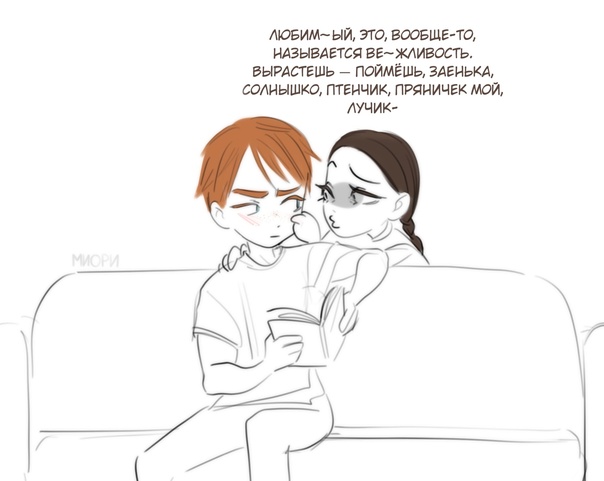 ЛЮБИМ~ЫЙ, ЭТО, ВООБЩЕ-ТО,
НАЗЫВАЕТСЯ ВЕ~ЖЛИВОСТЬ.
ВЫРАСТЕШЬ — ПОЙМЁШЬ, ЗАЕНЬКА,
СОЛНЫШКО, ПТЕНЧИК, ПРЯНИЧЕК МОЙ,
ЛУЧИК-
МИОРИ